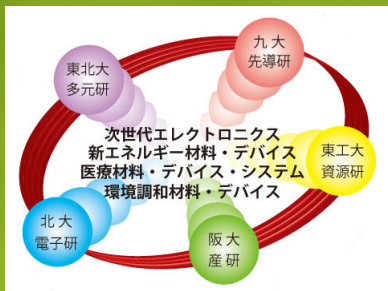 九大
先導研
東北大
多元研
次世代エレクトロニクス
新エネルギー材料・デバイス
医療材料・デバイス・システム
環境調和材料・デバイス
東工大
資源研
北大
電子研
阪大
産研